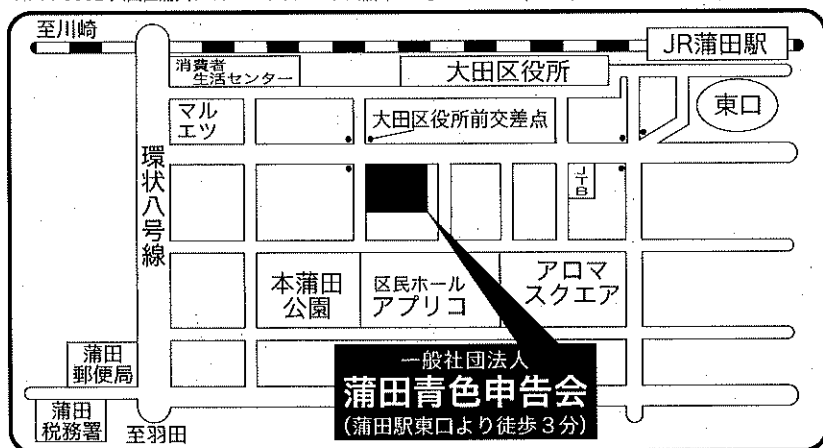 至川崎
JR蒲田駅
消費者
生活センター
大田区役所
マル
エツ
大田区役所前交差点
東口
環状八号線
JTB
本蒲田
公園
区民ホール
アプリコ
アロマ
スクエア
蒲田
郵便局
一般社団法人
蒲田青色申告会
(蒲田駅東口より徒歩3分)
蒲田
税務署
至羽田